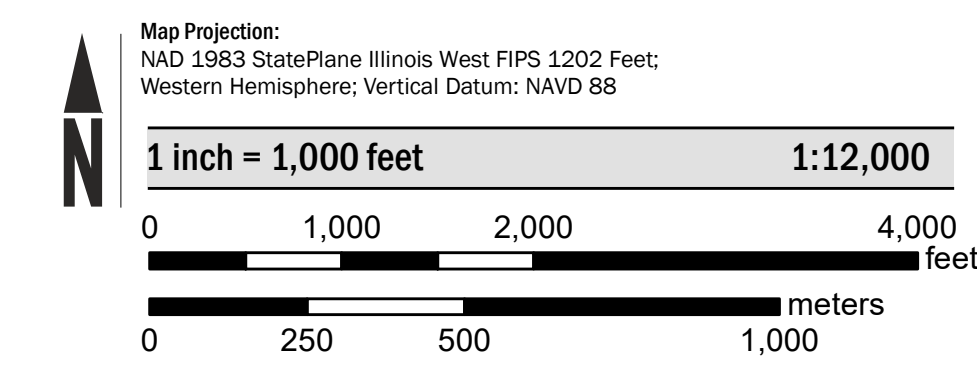 Map Projection:
NAD 1983 StatePlane Illinois West FIPS 1202 Feet;
Western Hemisphere; Vertical Datum: NAVD 88
N
1 inch = 1,000 feet 1:12,000
0 1,000 2,000 4,000
feet
meters
0 250 500 1,000